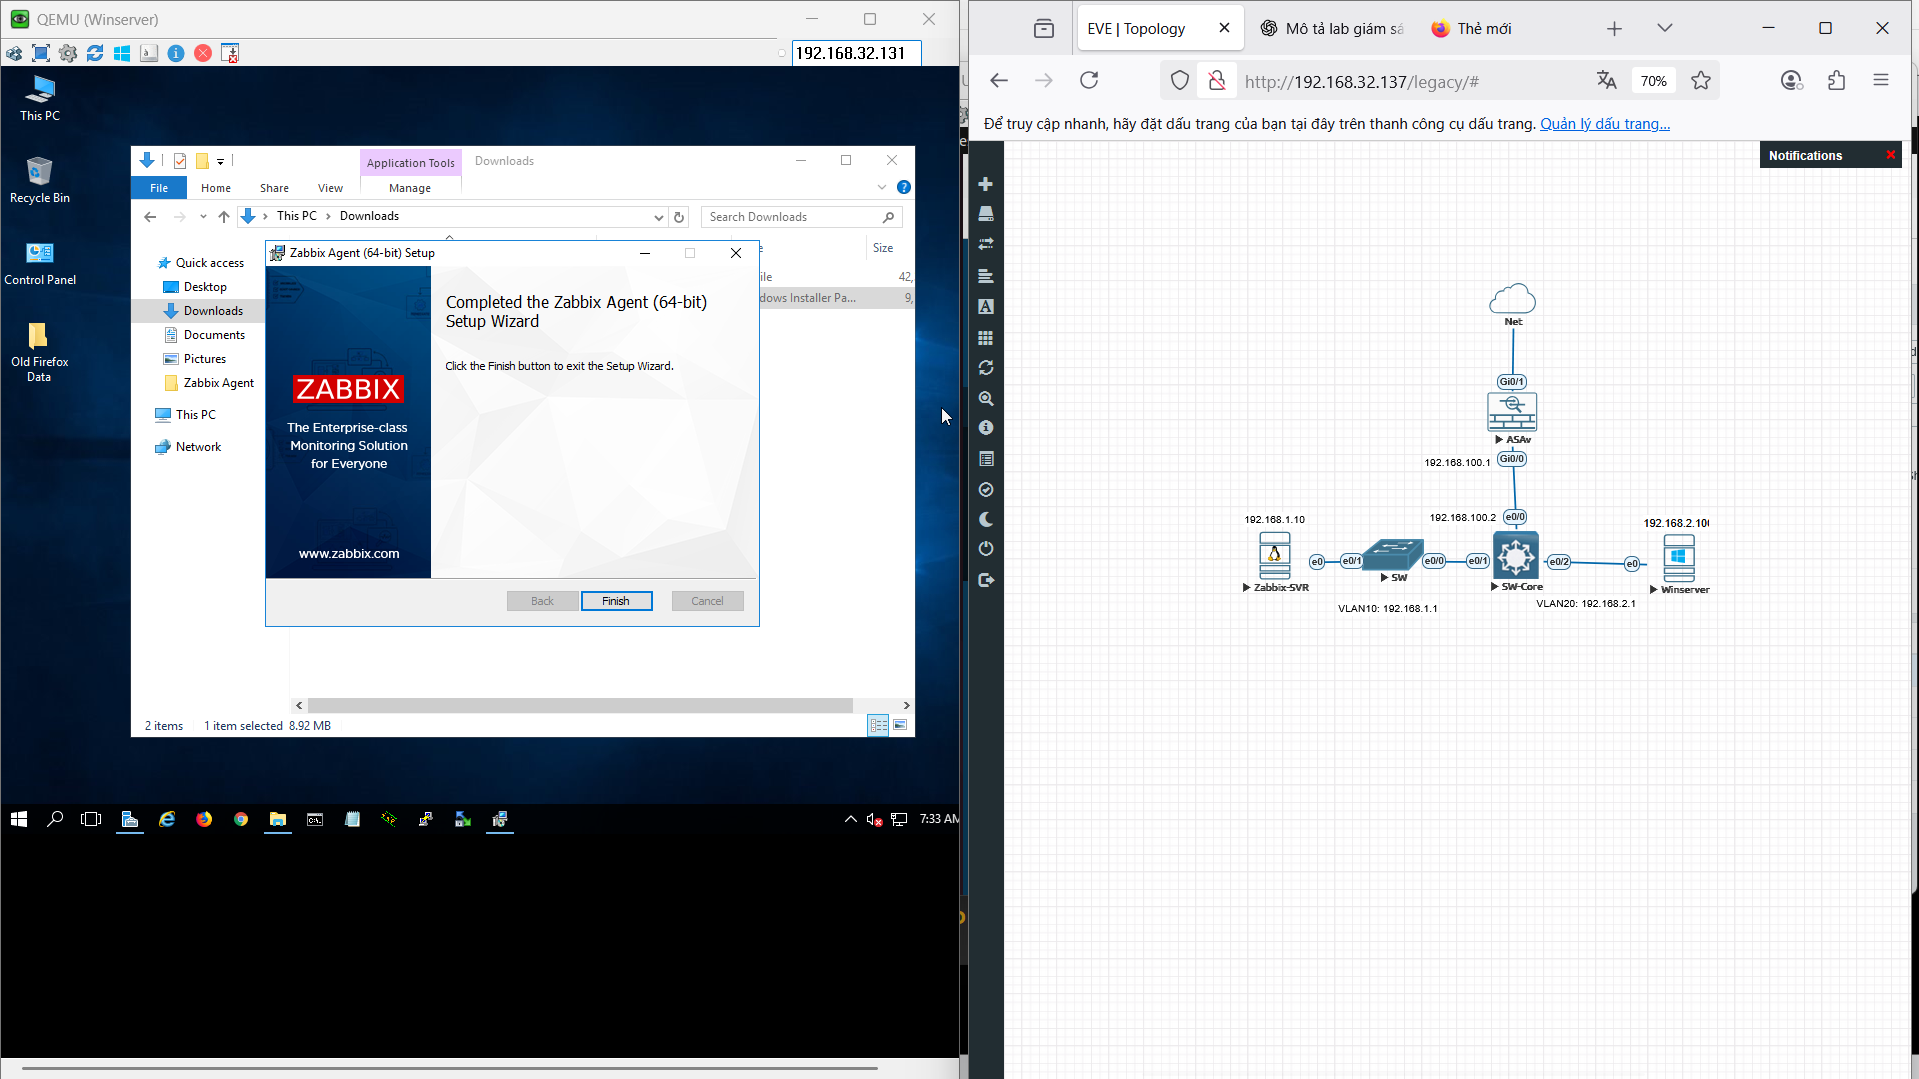 QEMU (Winserver)
192.168.32.131
This PC
Recycle Bin
Control Panel
Old Firefox
Data
Application Tools
Downloads
File
Home
Share
View
Manage
This PC
Downloads
Search Downloads
Size
Quick access
Desktop
Downloads
Documents
Pictures
Zabbix Agent
This PC
Network
ile
42,
dows Installer Pa...
9,
Zabbix Agent (64-bit) Setup
Completed the Zabbix Agent (64-bit)
Setup Wizard
Click the Finish button to exit the Setup Wizard.
ZABBIX
The Enterprise-class
Monitoring Solution
for Everyone
www.zabbix.com
Back
Finish
Cancel
2 items
1 item selected 8.92 MB
7:33 AM
EVE | Topology
Mô tả lab giám sá
Thẻ mới
http://192.168.32.137/legacy/#
70%
Để truy cập nhanh, hãy đặt dấu trang của bạn tại đây trên thanh công cụ dấu trang. Quản lý dấu trang...
Notifications
Net
Gi0/1
ASAv
192.168.100.1
Gi0/0
192.168.100.2
e0/0
192.168.1.10
192.168.2.100
e0
e0/1
e0/0
e0/1
e0/2
e0
Zabbix-SVR
SW
SW-Core
Winserver
VLAN10: 192.168.1.1
VLAN20: 192.168.2.1